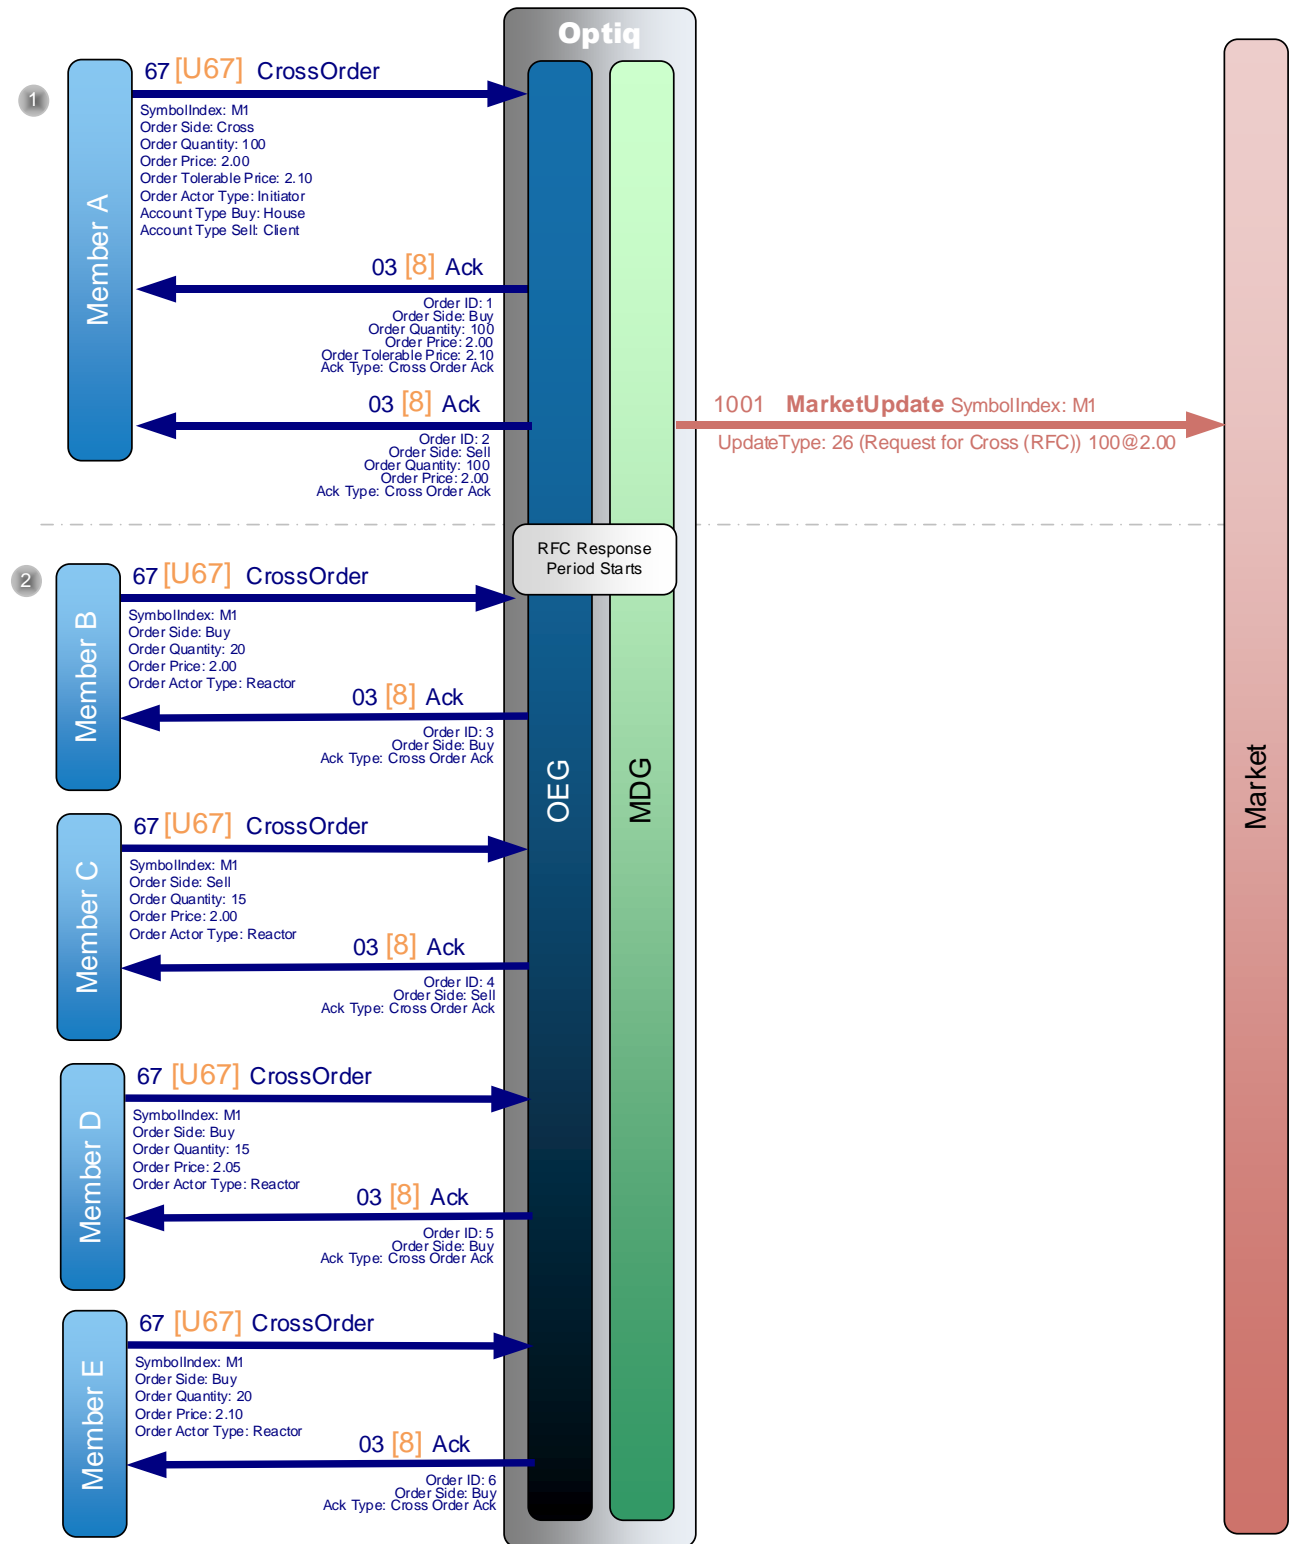 Optiq
1
Member A
67 [U67] CrossOrder
SymbolIndex: M1
Order Side: Cross
Order Quantity: 100
Order Price: 2.00
Order Tolerable Price: 2.10
Order Actor Type: Initiator
Account Type Buy: House
Account Type Sell: Client
03 [8] Ack
Order ID: 1
Order Side: Buy
Order Quantity: 100
Order Price: 2.00
Order Tolerable Price: 2.10
Ack Type: Cross Order Ack
03 [8] Ack
Order ID: 2
Order Side: Sell
Order Quantity: 100
Order Price: 2.00
Ack Type: Cross Order Ack
1001 MarketUpdate SymbolIndex: M1
UpdateType: 26 (Request for Cross (RFC)) 100@2.00
RFC Response
Period Starts
2
Member B
67 [U67] CrossOrder
SymbolIndex: M1
Order Side: Buy
Order Quantity: 20
Order Price: 2.00
Order Actor Type: Reactor
03 [8] Ack
Order ID: 3
Order Side: Buy
Ack Type: Cross Order Ack
OEG
MDG
Market
Member C
67 [U67] CrossOrder
SymbolIndex: M1
Order Side: Sell
Order Quantity: 15
Order Price: 2.00
Order Actor Type: Reactor
03 [8] Ack
Order ID: 4
Order Side: Sell
Ack Type: Cross Order Ack
Member D
67 [U67] CrossOrder
SymbolIndex: M1
Order Side: Buy
Order Quantity: 15
Order Price: 2.05
Order Actor Type: Reactor
03 [8] Ack
Order ID: 5
Order Side: Buy
Ack Type: Cross Order Ack
Member E
67 [U67] CrossOrder
SymbolIndex: M1
Order Side: Buy
Order Quantity: 20
Order Price: 2.10
Order Actor Type: Reactor
03 [8] Ack
Order ID: 6
Order Side: Buy
Ack Type: Cross Order Ack